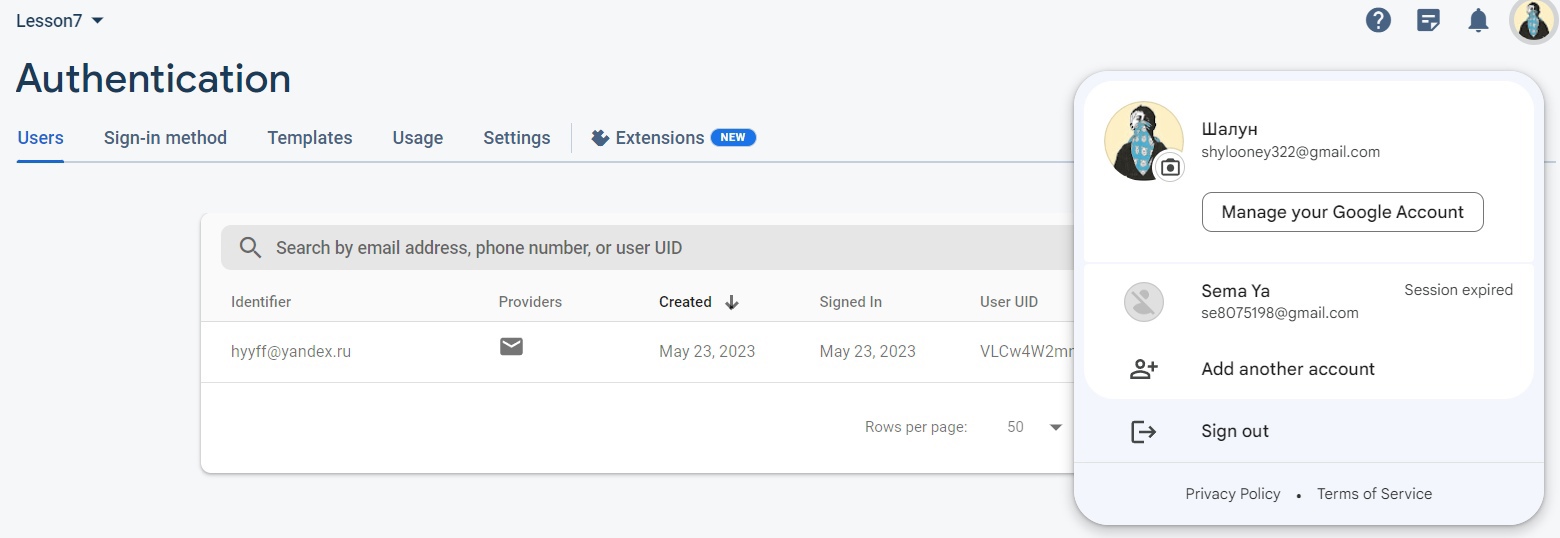 Lesson7
Authentication
Users Sign-in method Templates Usage Settings Extensions NEW
Search by email address, phone number, or user UID
Identifier Providers Created Signed In User UID
hyyff@yandex.ru May 23, 2023 May 23, 2023
Rows per page: 50
Шалун
shylooney322@gmail.com
Manage your Google Account
Sema Ya Session expired
se8075198@gmail.com
Add another account
Sign out
Privacy Policy • Terms of Service